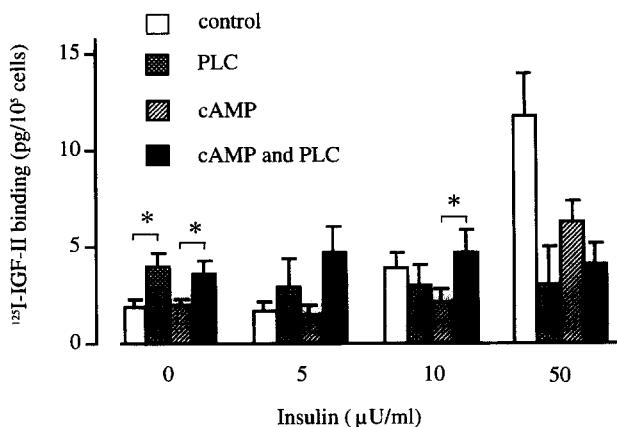 control
PLC
cAMP
cAMP and PLC
15
10
5
0
¹²⁵I-IGF-II binding (pg/10⁵ cells)
* * *
0 5 10 50
Insulin (μU/ml)